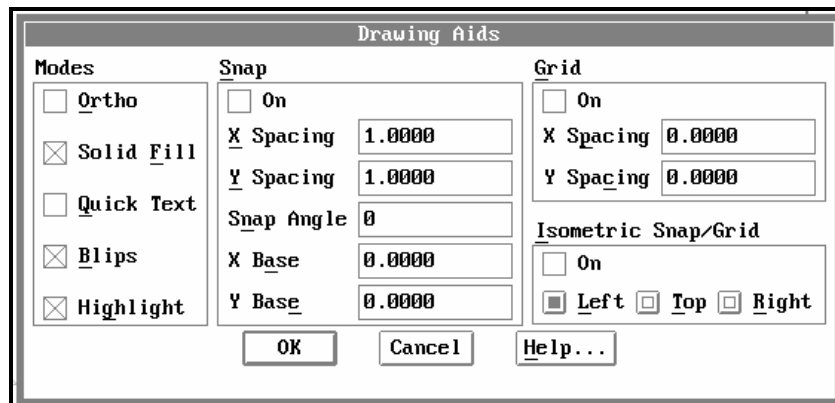 Drawing Aids
Modes
Ortho
Solid Fill
Quick Text
Blips
Highlight
Snap
On
X Spacing 1.0000
Y Spacing 1.0000
Snap Angle 0
X Base 0.0000
Y Base 0.0000
Grid
On
X Spacing 0.0000
Y Spacing 0.0000
Isometric Snap/Grid
On
Left Top Right
OK Cancel Help...